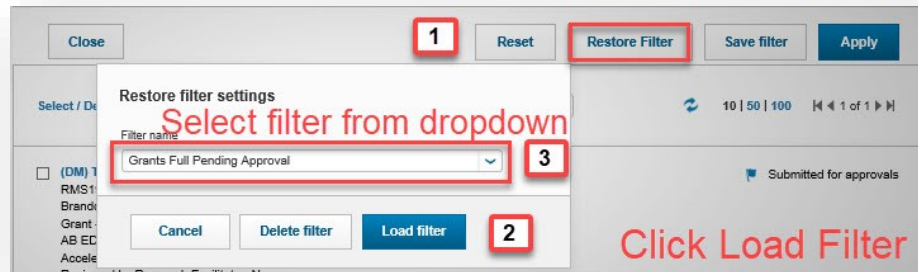 Close
1
Reset
Restore Filter
Save filter
Apply
Select / De
Restore filter settings
10 | 50 | 100
1 of 1
Select filter from dropdown
Filter name
Grants Full Pending Approval
3
(DM) T
Submitted for approvals
RMS1
Brando
Grant -
Cancel
Delete filter
Load filter
2
AB ED
Click Load Filter
Accele